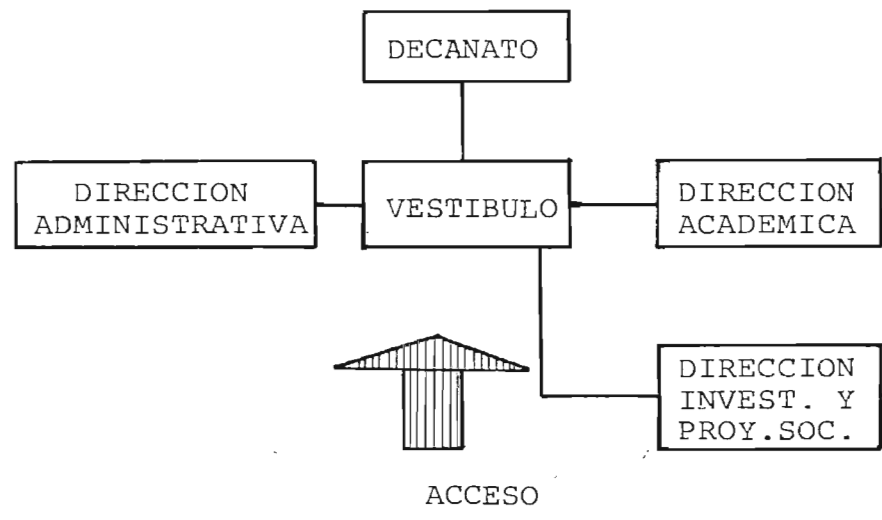 DECANATO
DIRECCION
ADMINISTRATIVA
VESTIBULO
DIRECCION
ACADEMICA
DIRECCION
INVEST. Y
PROY.SOC.
ACCESO